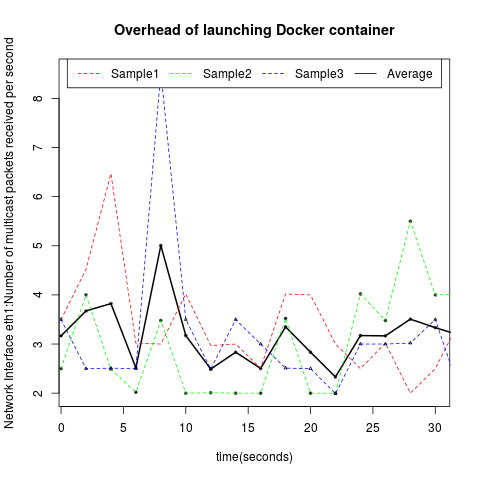 Overhead of launching Docker container
Sample1 Sample2 Sample3 Average
Network Interface eth1:Number of multicast packets received per second
8
7
6
5
4
3
2
0 5 10 15 20 25 30
time(seconds)